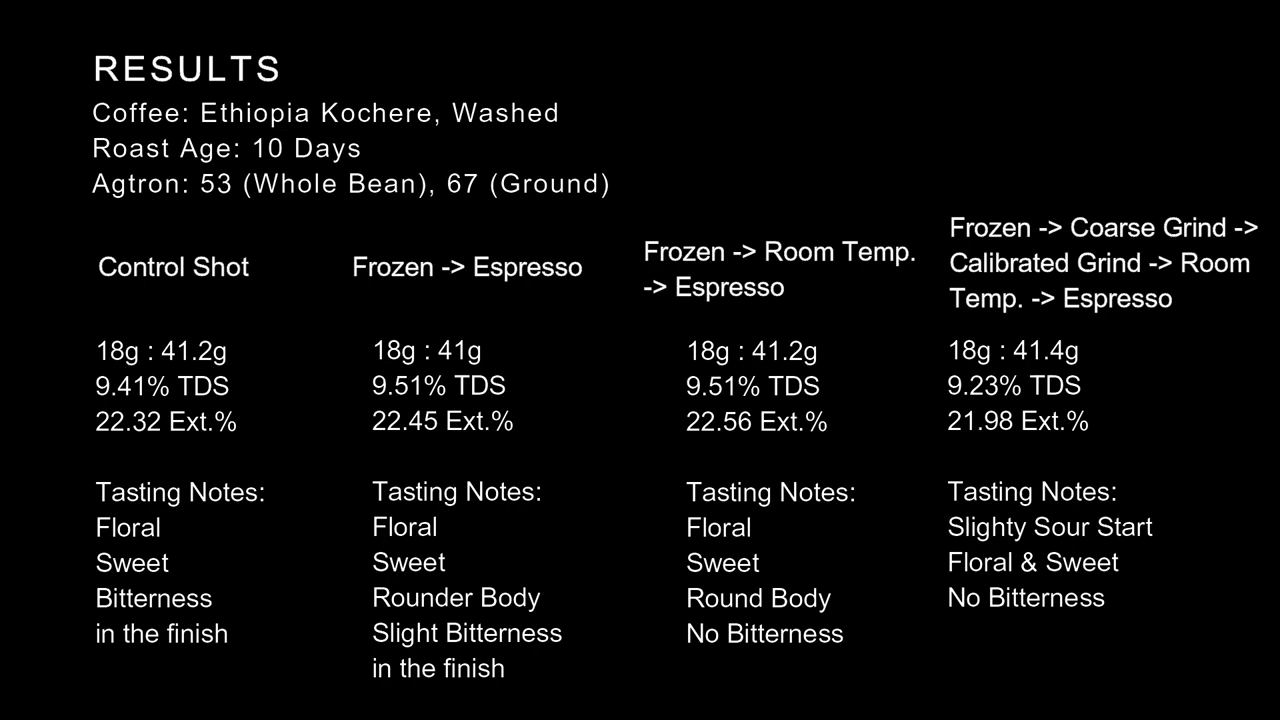 RESULTS
Coffee: Ethiopia Kochere, Washed
Roast Age: 10 Days
Agtron: 53 (Whole Bean), 67 (Ground)
Control Shot
18g : 41.2g
9.41% TDS
22.32 Ext.%
Tasting Notes:
Floral
Sweet
Bitterness
in the finish
Frozen -> Espresso
18g : 41g
9.51% TDS
22.45 Ext.%
Tasting Notes:
Floral
Sweet
Rounder Body
Slight Bitterness
in the finish
Frozen -> Room Temp.
-> Espresso
18g : 41.2g
9.51% TDS
22.56 Ext.%
Tasting Notes:
Floral
Sweet
Round Body
No Bitterness
Frozen -> Coarse Grind ->
Calibrated Grind -> Room
Temp. -> Espresso
18g : 41.4g
9.23% TDS
21.98 Ext.%
Tasting Notes:
Slighty Sour Start
Floral & Sweet
No Bitterness